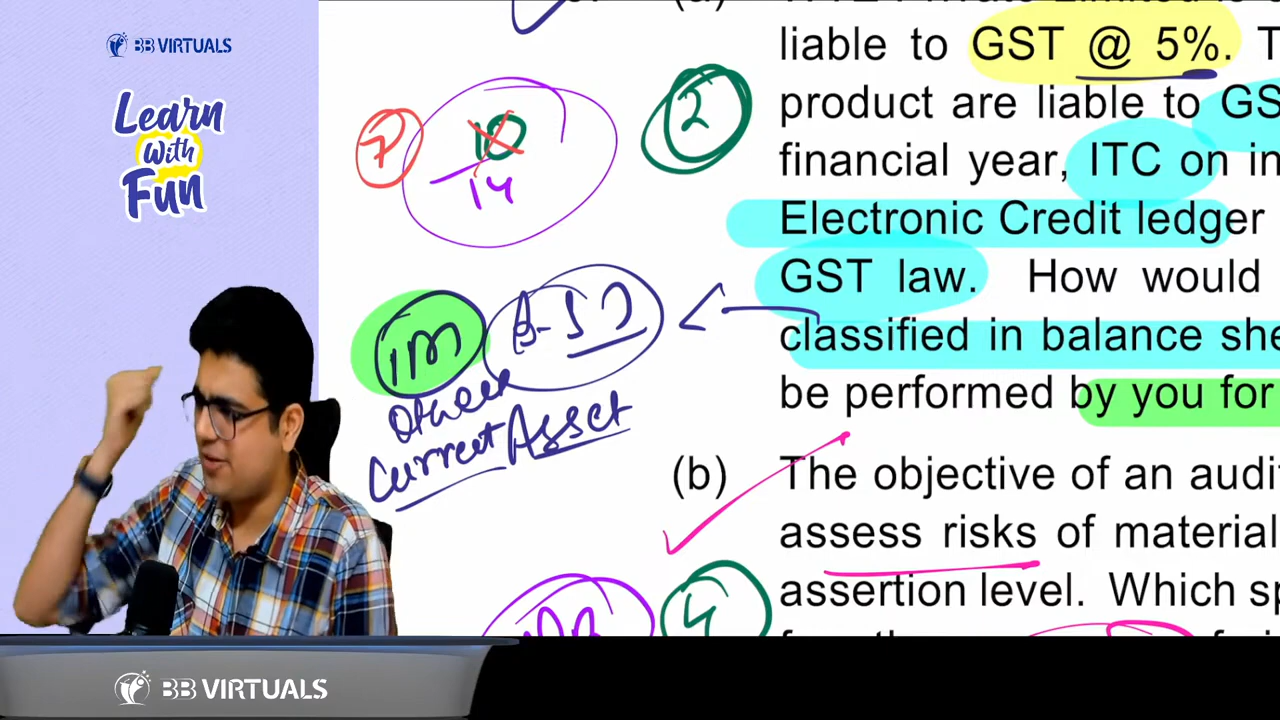 BB VIRTUALS
Learn
With
Fun
7
10
14
2
liable to GST @ 5%. T
product are liable to GS
financial year, ITC on in
Electronic Credit ledger
GST law. How would
classified in balance she
be performed by you for
1m
Other
Current Asset
(b) The objective of an audi
assess risks of material
assertion level. Which sp
4
BB VIRTUALS